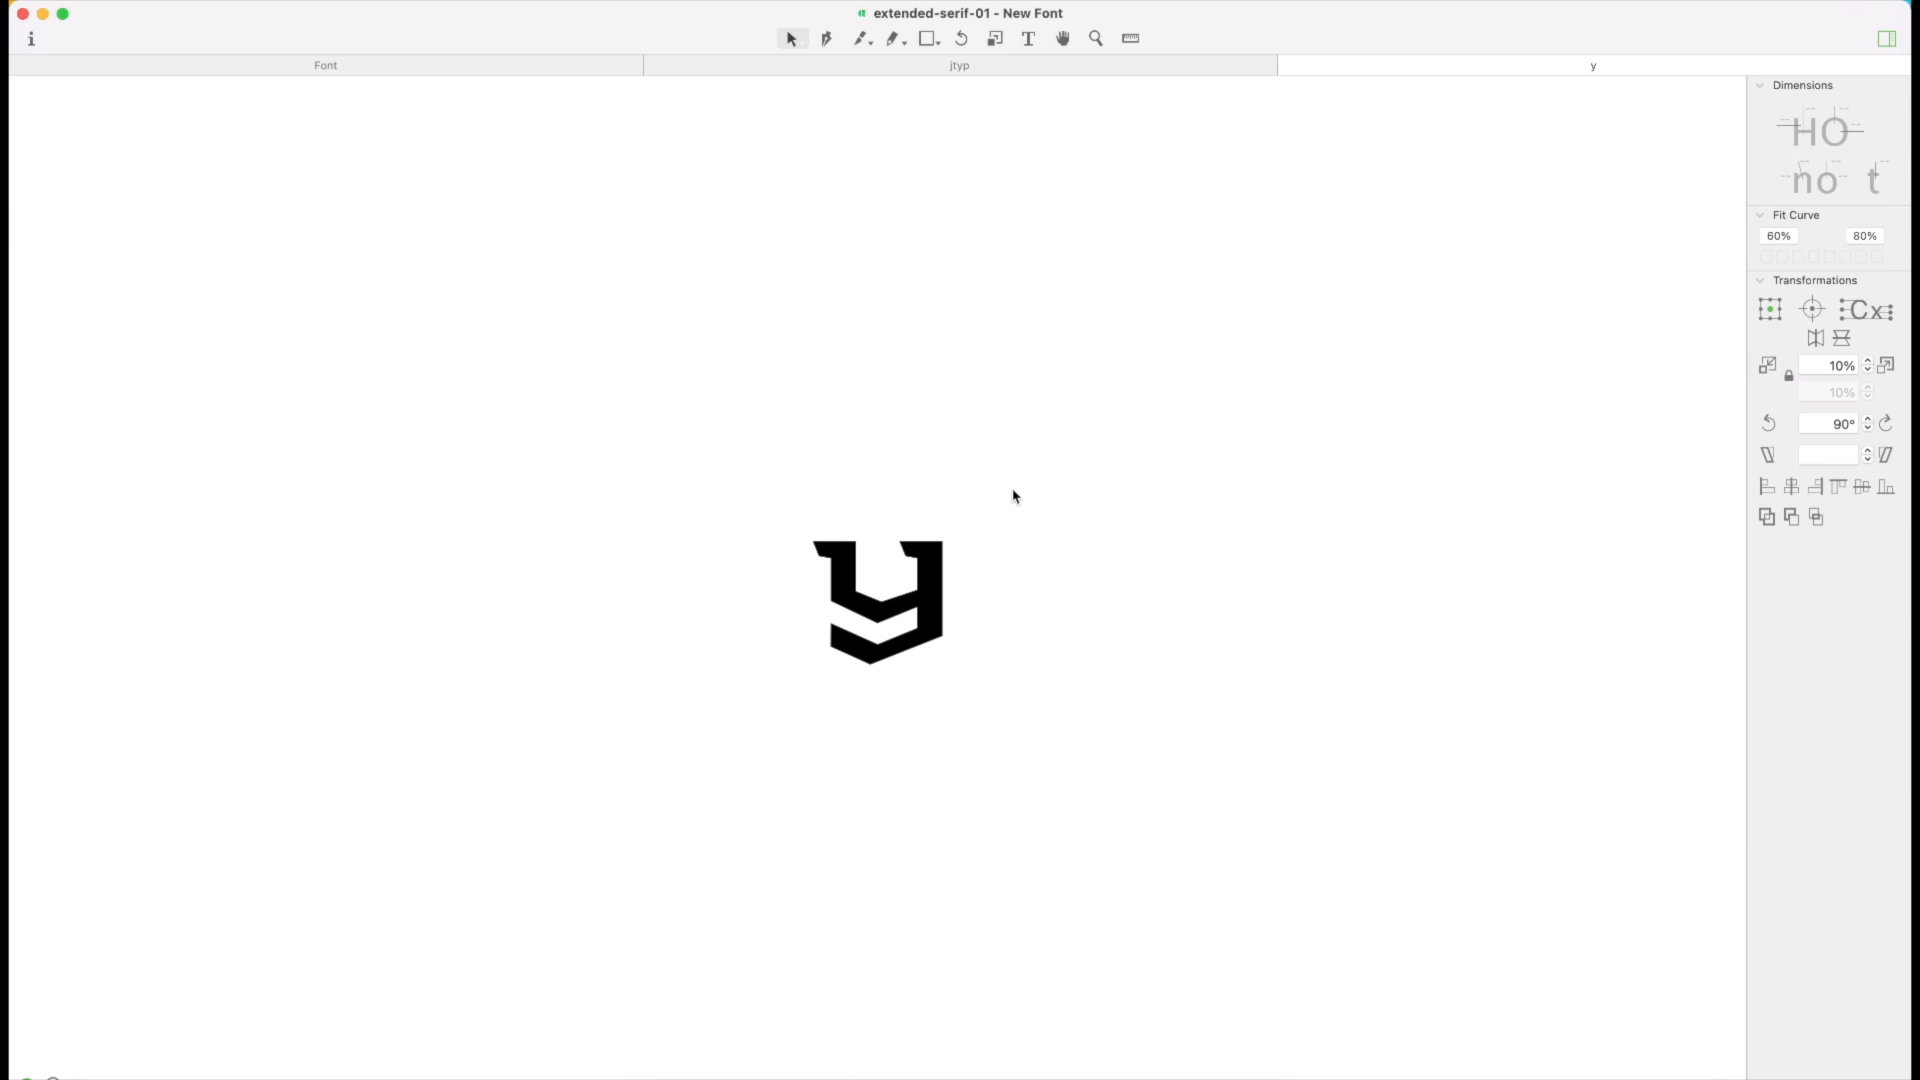 extended-serif-01 - New Font
Font
jtyp
y
Dimensions
HO
no t
Fit Curve
60%
80%
Transformations
Cx
10%
10%
90°
y